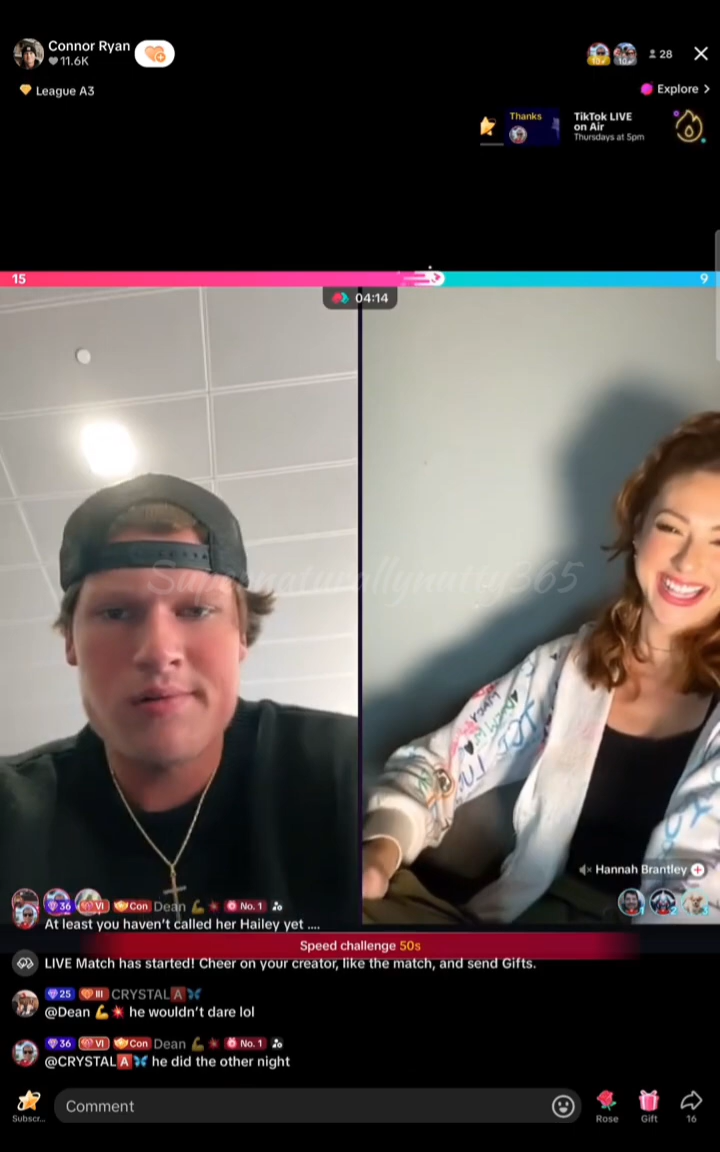 Connor Ryan
11.6K
28
League A3
Explore >
Thanks
TikTok LIVE
on Air
Thursdays at 5pm
15
9
04:14
Supernaturallynutty365
Hannah Brantley
36 VI Con Dean No. 1
At least you haven't called her Hailey yet ....
Speed challenge 50s
LIVE Match has started! Cheer on your creator, like the match, and send Gifts.
25 III CRYSTAL A
@Dean 💪💥 he wouldn't dare lol
36 VI Con Dean No. 1
@CRYSTAL🅰️🦋 he did the other night
Subscr...
Comment
Rose
Gift
16